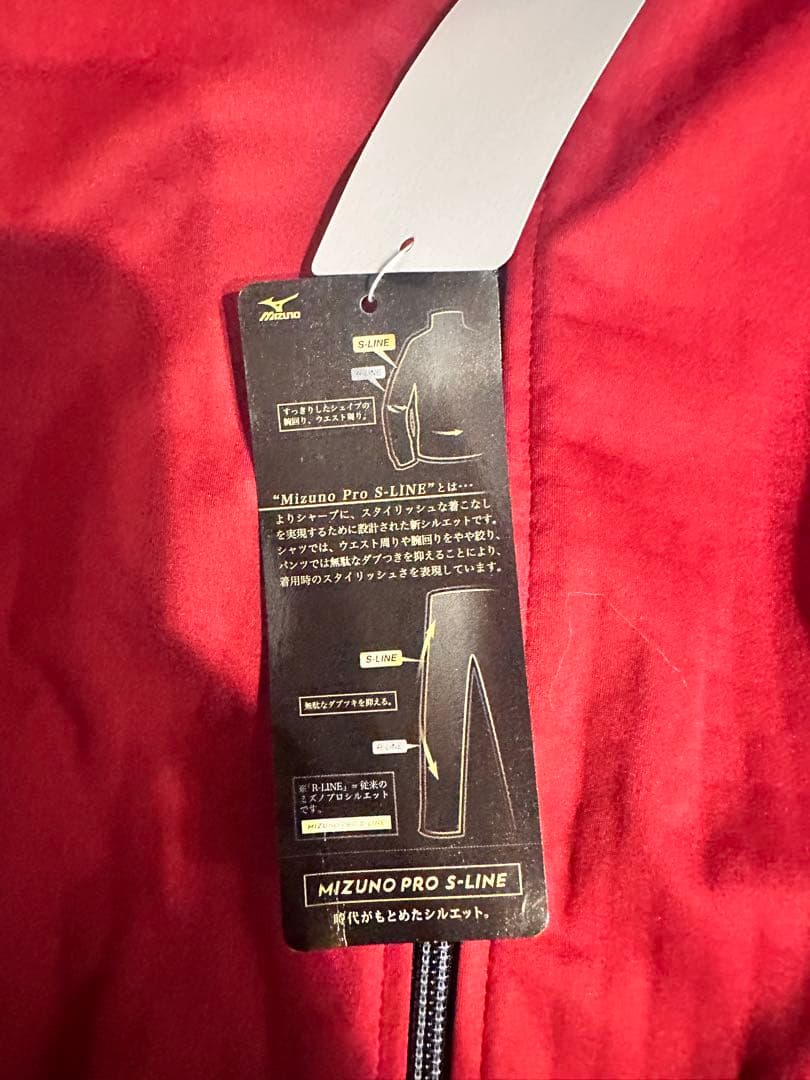 MIZUNO
S-LINE
R-LINE
すっきりしたシェイプの
腕回り、ウエスト周り。
“Mizuno Pro S-LINE”とは…
よりシャープに、スタイリッシュな着こなし
を実現するために設計された新シルエットです。
シャツでは、ウエスト周りや腕回りをやや絞り、
パンツでは無駄なダブつきを抑えることにより、
着用時のスタイリッシュさを表現しています。
S-LINE
無駄なダブツキを抑える。
R-LINE
※「R-LINE」=従来の
ミズノプロシルエット
です。
MIZUNO PRO R-LINE
MIZUNO PRO S-LINE
時代がもとめたシルエット。